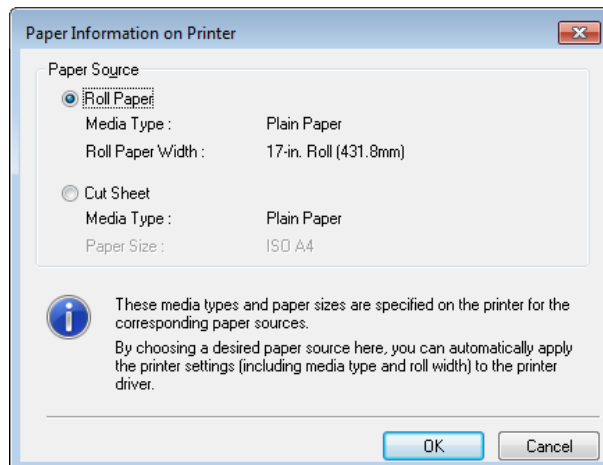 Paper Information on Printer
Paper Source
Roll Paper
Media Type : Plain Paper
Roll Paper Width : 17-in. Roll (431.8mm)
Cut Sheet
Media Type : Plain Paper
Paper Size : ISO A4
These media types and paper sizes are specified on the printer for the
corresponding paper sources.
By choosing a desired paper source here, you can automatically apply
the printer settings (including media type and roll width) to the printer
driver.
OK Cancel